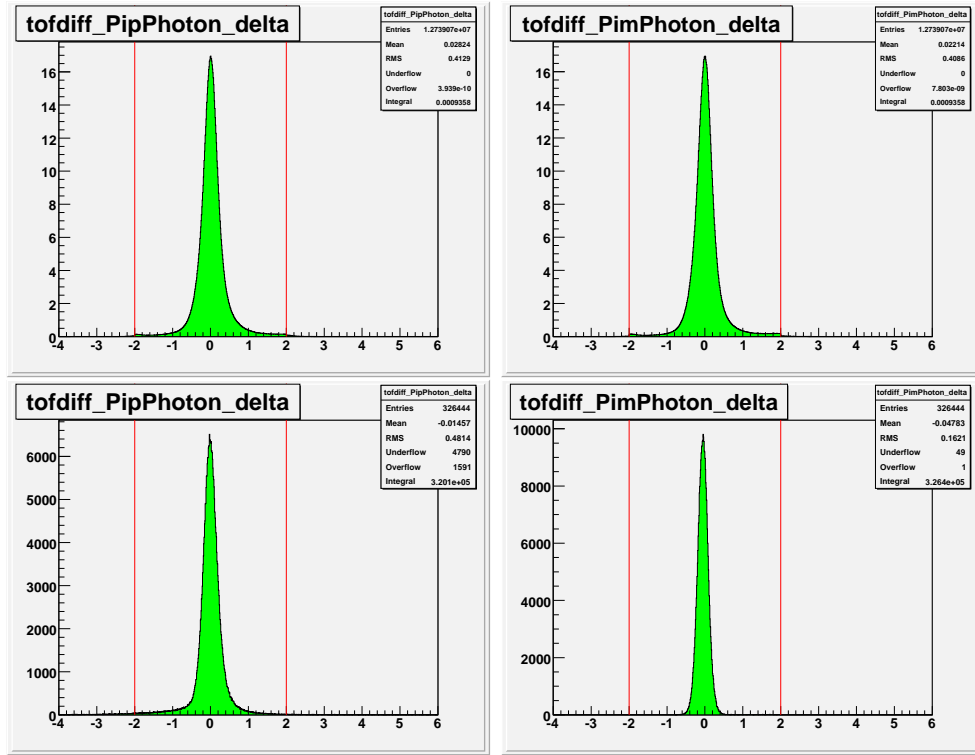 tofdiff_PipPhoton_delta
tofdiff_PipPhoton_delta
Entries 1.273907e+07
Mean 0.02824
RMS 0.4129
Underflow 0
Overflow 3.939e-10
Integral 0.0009358
16
14
12
10
8
6
4
2
0
-4 -3 -2 -1 0 1 2 3 4 5 6
tofdiff_PimPhoton_delta
tofdiff_PimPhoton_delta
Entries 1.273907e+07
Mean 0.02214
RMS 0.4086
Underflow 0
Overflow 7.803e-09
Integral 0.0009358
16
14
12
10
8
6
4
2
0
-4 -3 -2 -1 0 1 2 3 4 5 6
tofdiff_PipPhoton_delta
tofdiff_PipPhoton_delta
Entries 326444
Mean -0.01457
RMS 0.4814
Underflow 4790
Overflow 1591
Integral 3.201e+05
6000
5000
4000
3000
2000
1000
0
-4 -3 -2 -1 0 1 2 3 4 5 6
tofdiff_PimPhoton_delta
tofdiff_PimPhoton_delta
Entries 326444
Mean -0.04783
RMS 0.1621
Underflow 49
Overflow 1
Integral 3.264e+05
10000
8000
6000
4000
2000
0
-4 -3 -2 -1 0 1 2 3 4 5 6